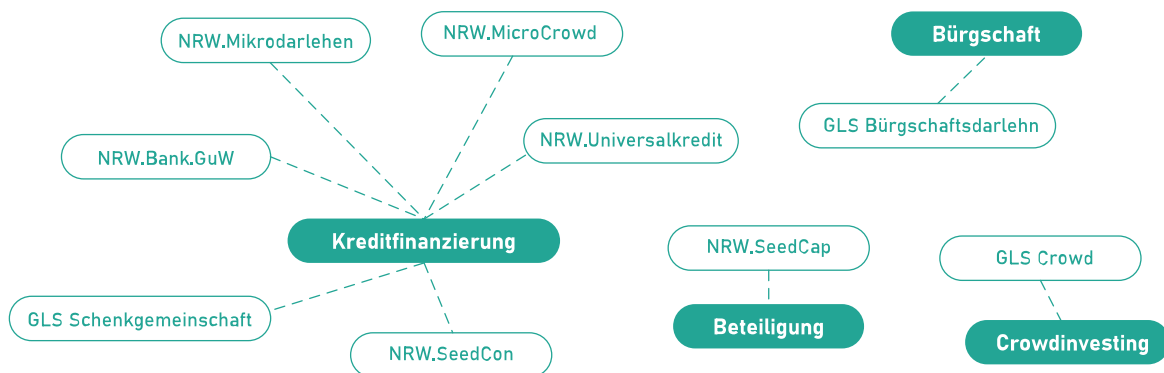 NRW.Mikrodarlehen
NRW.MicroCrowd
Bürgschaft
GLS Bürgschaftsdarlehn
NRW.Universalkredit
NRW.Bank.GuW
Kreditfinanzierung
NRW.SeedCap
GLS Crowd
GLS Schenkgemeinschaft
NRW.SeedCon
Beteiligung
Crowdinvesting